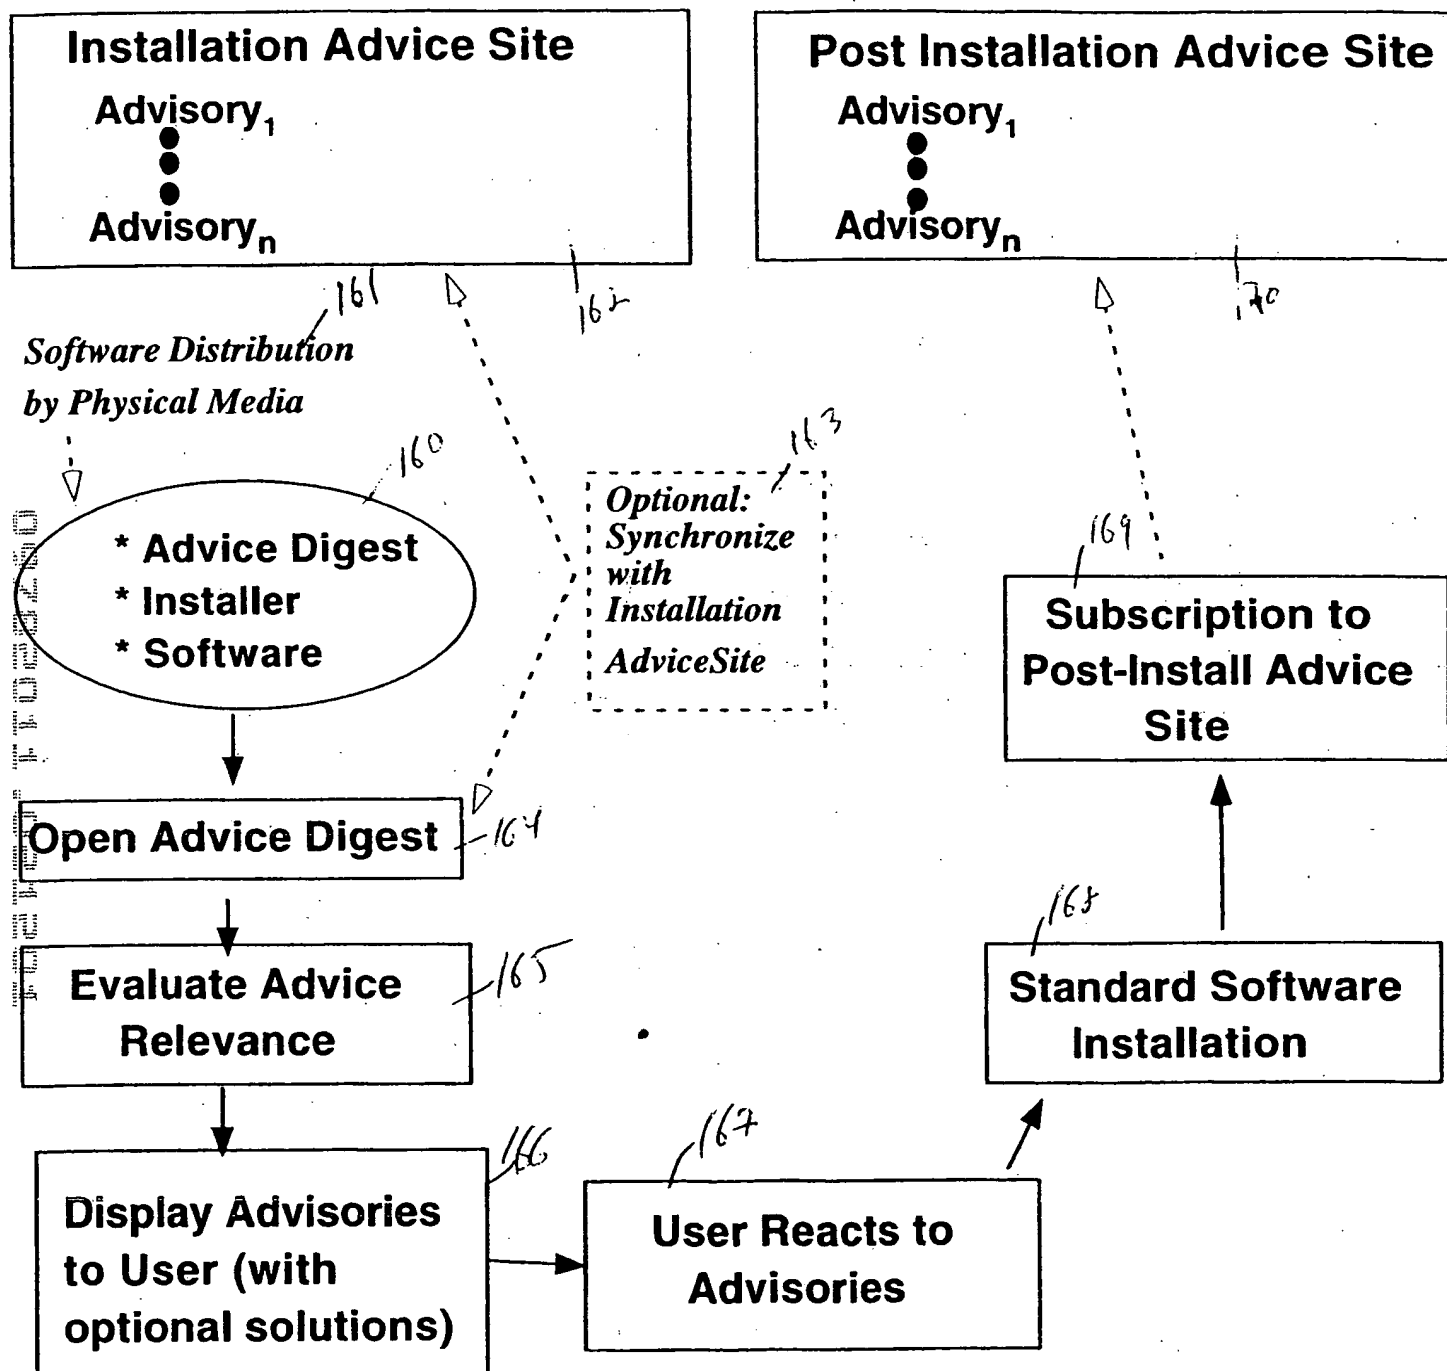 Installation Advice Site
Advisory1
Advisoryn
Post Installation Advice Site
Advisory1
Advisoryn
161
162
170
Software Distribution
by Physical Media
160
* Advice Digest
* Installer
* Software
163
Optional:
Synchronize
with
Installation
AdviceSite
169
Subscription to
Post-Install Advice
Site
Open Advice Digest
164
168
Evaluate Advice
Relevance
165
Standard Software
Installation
166
Display Advisories
to User (with
optional solutions)
167
User Reacts to
Advisories